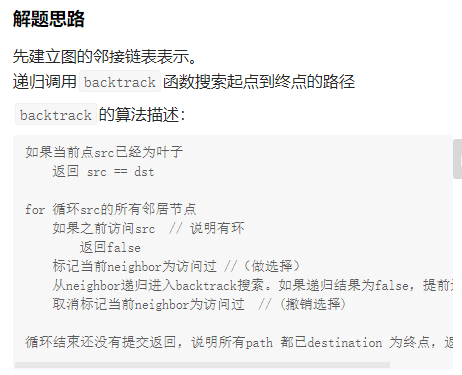 解题思路
先建立图的邻接链表表示。
递归调用 backtrack 函数搜索起点到终点的路径
backtrack 的算法描述：
如果当前点src已经为叶子
返回 src == dst
for 循环src的所有邻居节点
如果之前访问src // 说明有环
返回false
标记当前neighbor为访问过 //（做选择）
从neighbor递归进入backtrack搜索。如果递归结果为false，提前
取消标记当前neighbor为访问过 // (撤销选择)
循环结束还没有提交返回，说明所有path 都已destination 为终点，